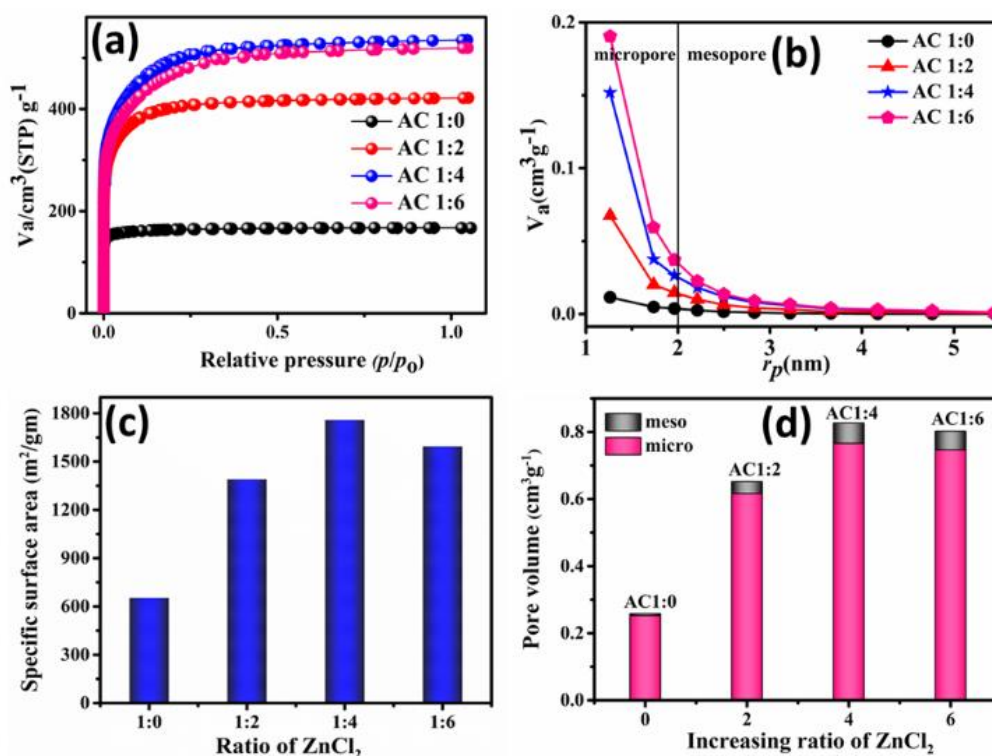 (a)
Va/cm³(STP) g⁻¹
600
400
200
0
AC 1:0
AC 1:2
AC 1:4
AC 1:6
0.0 0.5 1.0
Relative pressure (p/p₀)
(b)
micropore mesopore
Vₐ(cm³g⁻¹)
0.2
0.1
0.0
AC 1:0
AC 1:2
AC 1:4
AC 1:6
1 2 3 4 5
rₚ(nm)
(c)
Specific surface area (m²/gm)
1800
1500
1200
900
600
300
0
1:0 1:2 1:4 1:6
Ratio of ZnCl₂
(d)
meso
micro
Pore volume (cm³g⁻¹)
0.8
0.6
0.4
0.2
0.0
AC1:0
AC1:2
AC1:4
AC1:6
0 2 4 6
Increasing ratio of ZnCl₂